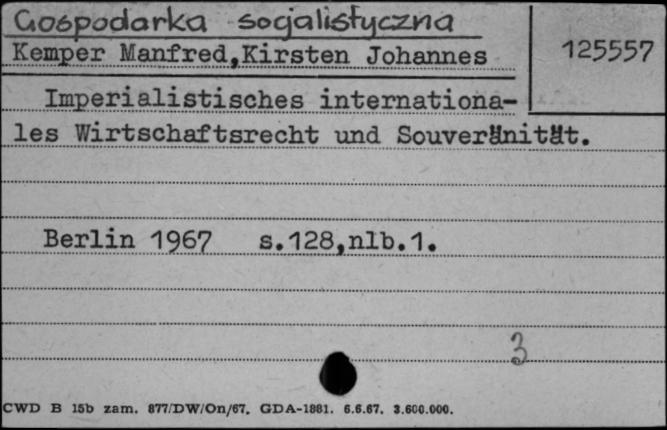 Gospodarka socjalistyczna
Kemper Manfred,Kirsten Johannes
125557
Imperialistisches internationa-
les Wirtschaftsrecht und Souveränität.
Berlin 1967 s.128,nlb.1.
3
CWD B 15b zam. 877/DW/On/67. GDA-1881. 6.6.67. 3.600.000.